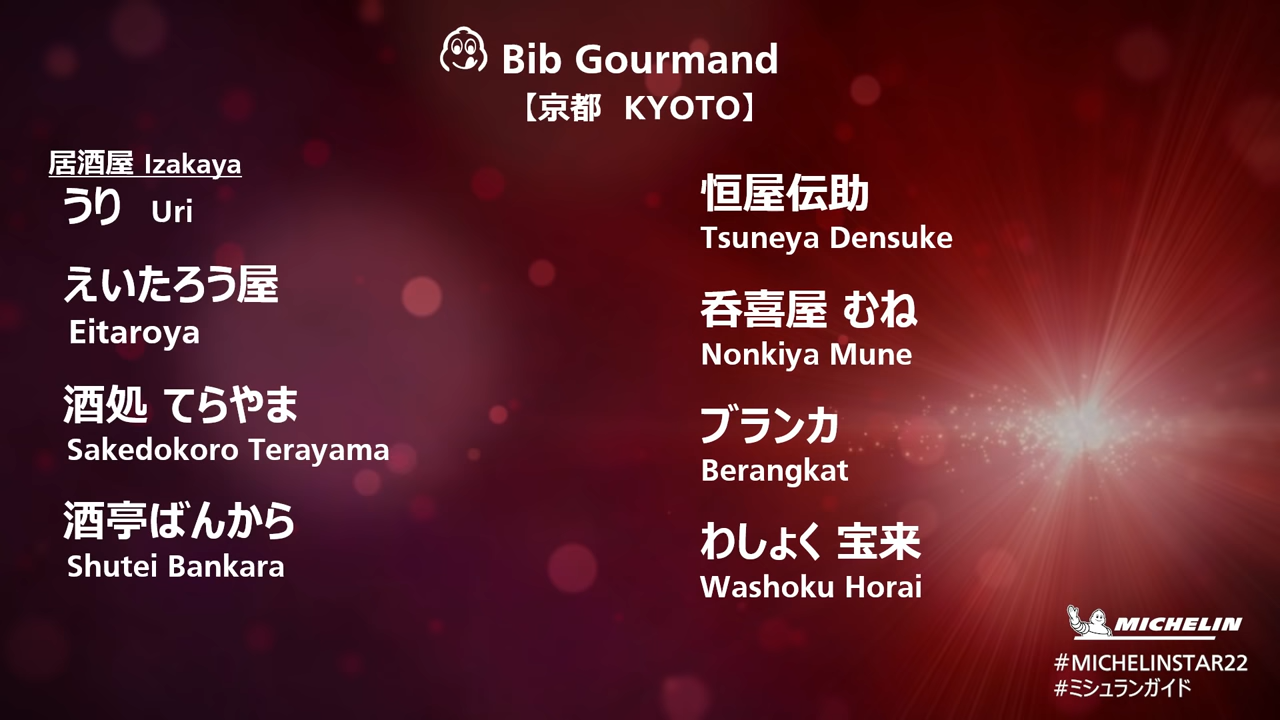 Bib Gourmand
【京都　KYOTO】
居酒屋 Izakaya
うり　Uri
えいたろう屋
Eitaroya
酒処 てらやま
Sakedokoro Terayama
酒亭ばんから
Shutei Bankara
恒屋伝助
Tsuneya Densuke
呑喜屋 むね
Nonkiya Mune
ブランカ
Berangkat
わしょく 宝来
Washoku Horai
MICHELIN
#MICHELINSTAR22
#ミシュランガイド